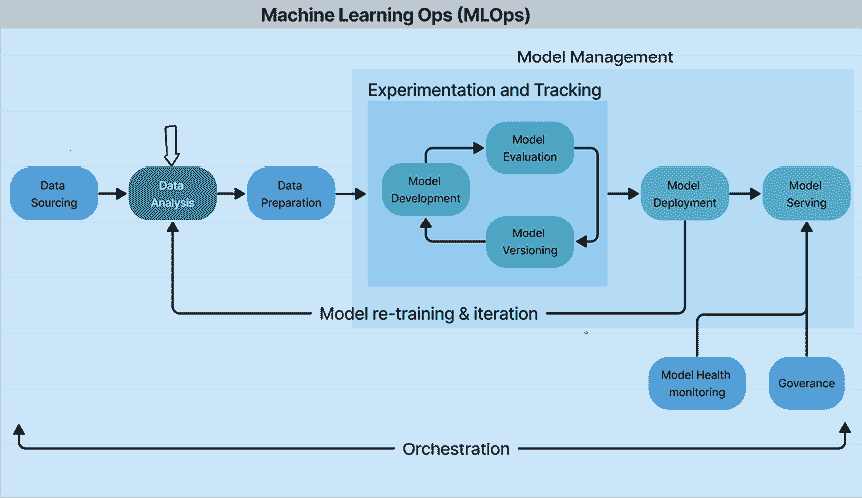 Machine Learning Ops (MLOps)
Model Management
Experimentation and Tracking
Data
Sourcing
Data
Analysis
Data
Preparation
Model
Development
Model
Evaluation
Model
Versioning
Model
Deployment
Model
Serving
Model re-training & iteration
Model Health
monitoring
Goverance
Orchestration